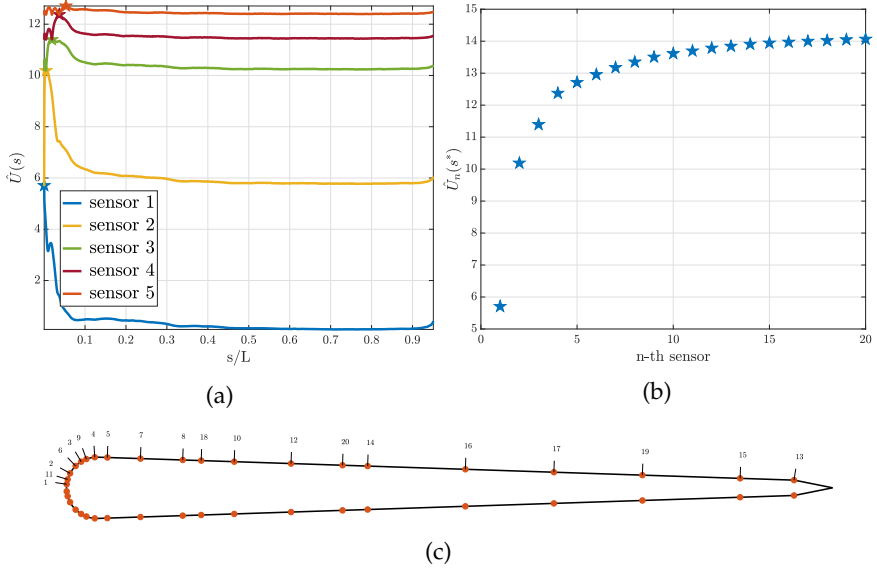 12
10
8
6
4
2
Û(s)
sensor 1
sensor 2
sensor 3
sensor 4
sensor 5
0.1 0.2 0.3 0.4 0.5 0.6 0.7 0.8 0.9
s/L
(a)
15
14
13
12
11
10
9
8
7
6
5
Û_n(s*)
0 5 10 15 20
n-th sensor
(b)
1 11 2 6 3 9 4 5 7 8 18 10 12 20 14 16 17 19 15 13
(c)